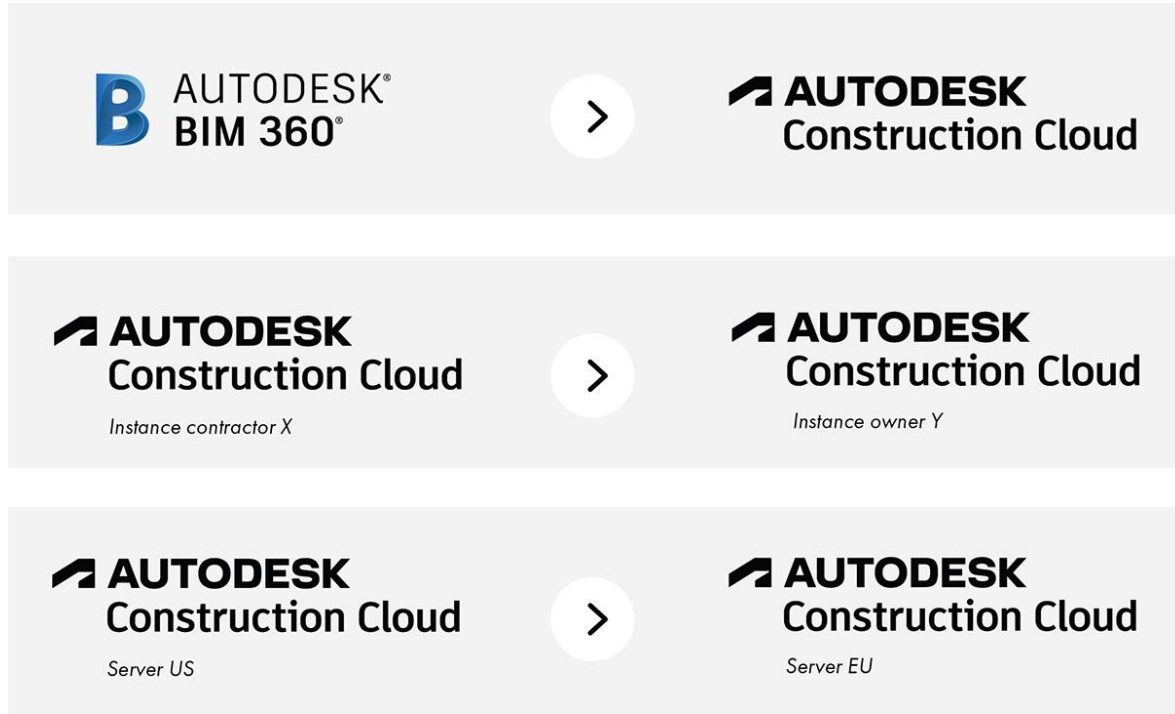 AUTODESK®
BIM 360®
AUTODESK
Construction Cloud
AUTODESK
Construction Cloud
Instance contractor X
AUTODESK
Construction Cloud
Instance owner Y
AUTODESK
Construction Cloud
Server US
AUTODESK
Construction Cloud
Server EU